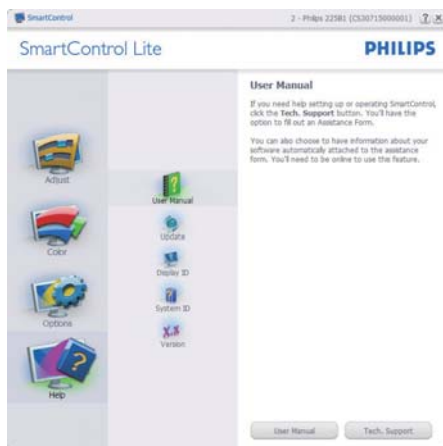 SmartControl
2 - Philips 225B1 (CS30715000001)
SmartControl Lite
PHILIPS
Adjust
Color
Options
Help
User Manual
Update
Display ID
System ID
Version
User Manual
If you need help setting up or operating SmartControl,
click the Tech. Support button. You'll have the
option to fill out an Assistance Form.
You can also choose to have information about your
software automatically attached to the assistance
form. You'll need to be online to use this feature.
User Manual
Tech. Support